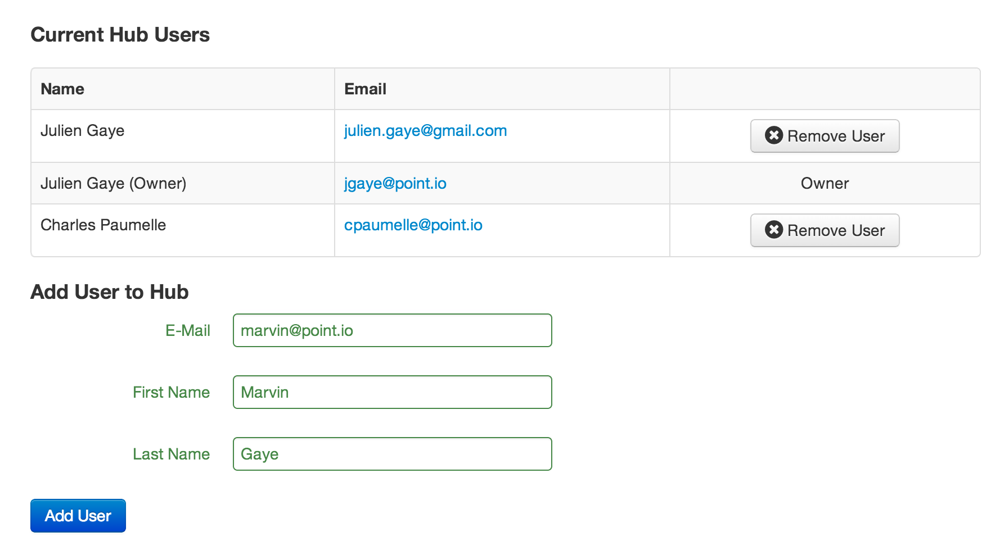 Current Hub Users
Name Email
Julien Gaye julien.gaye@gmail.com Remove User
Julien Gaye (Owner) jgaye@point.io Owner
Charles Paumelle cpaumelle@point.io Remove User
Add User to Hub
E-Mail marvin@point.io
First Name Marvin
Last Name Gaye
Add User